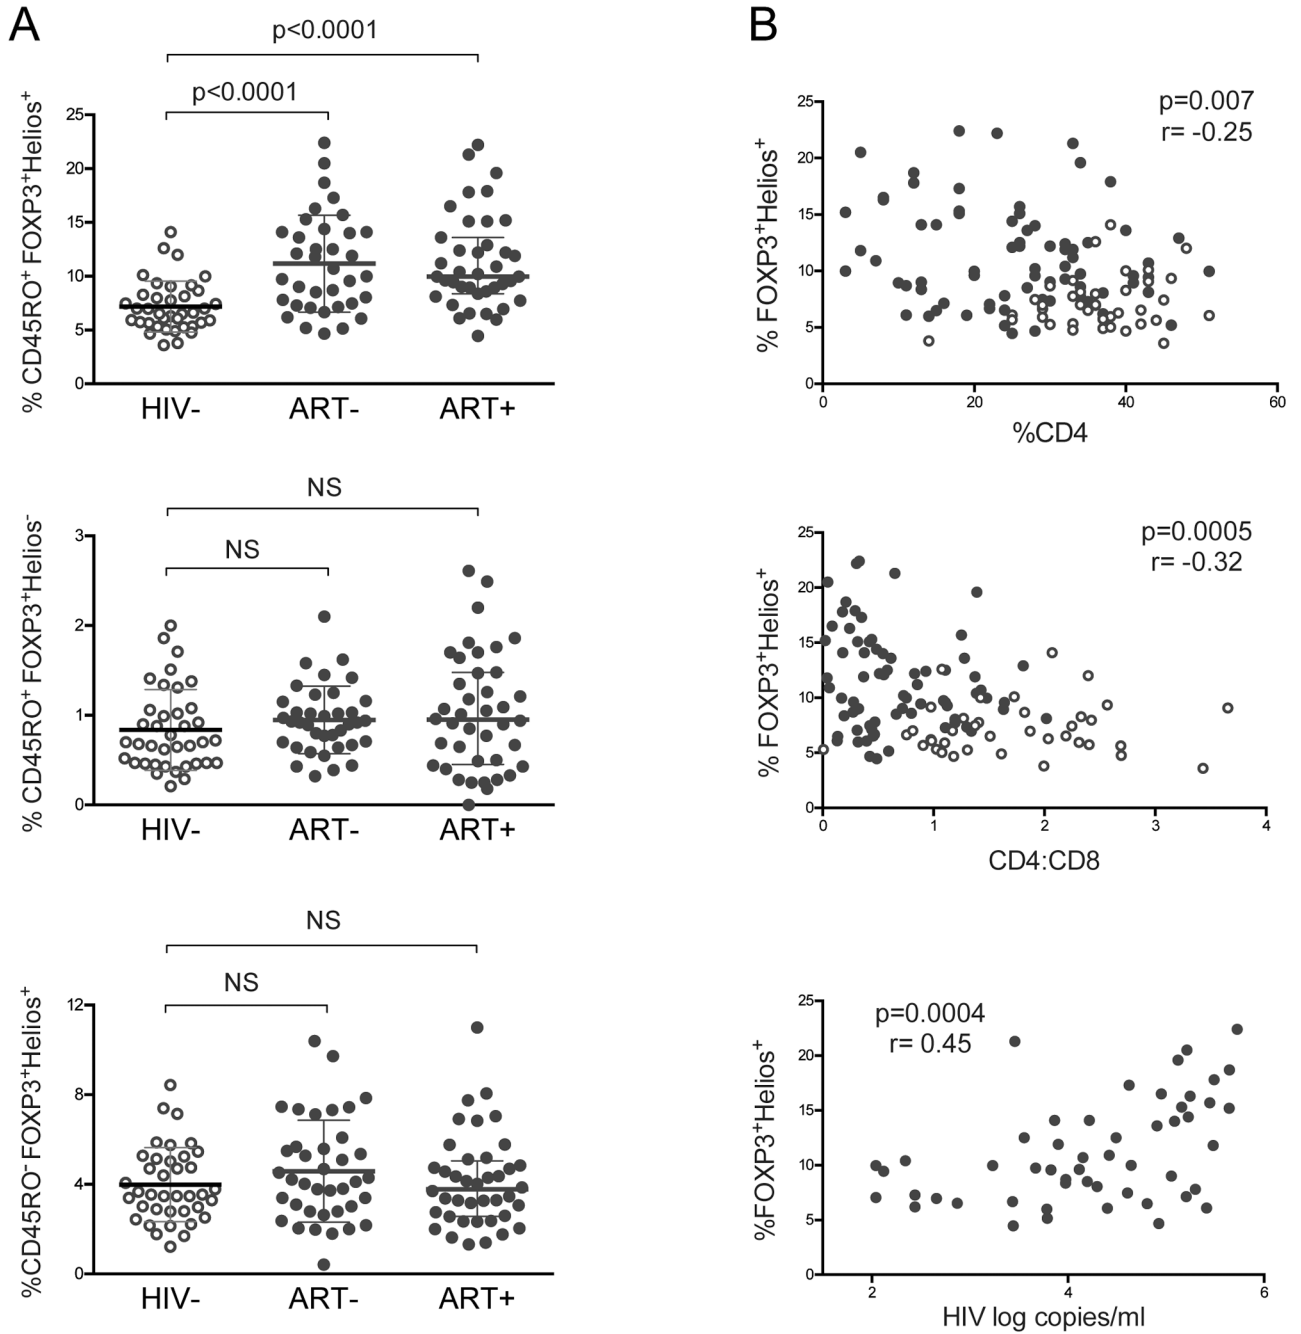 A
p<0.0001
p<0.0001
% CD45RO⁺ FOXP3⁺Helios⁺
25
20
15
10
5
0
HIV- ART- ART+
NS
NS
% CD45RO⁺ FOXP3⁺Helios⁻
3
2
1
0
HIV- ART- ART+
NS
NS
%CD45RO⁻ FOXP3⁺Helios⁺
12
8
4
0
HIV- ART- ART+
B
p=0.007
r= -0.25
% FOXP3⁺Helios⁺
25
20
15
10
5
0
0 20 40 60
%CD4
p=0.0005
r= -0.32
% FOXP3⁺Helios⁺
25
20
15
10
5
0
0 1 2 3 4
CD4:CD8
p=0.0004
r= 0.45
%FOXP3⁺Helios⁺
25
20
15
10
5
0
2 4 6
HIV log copies/ml